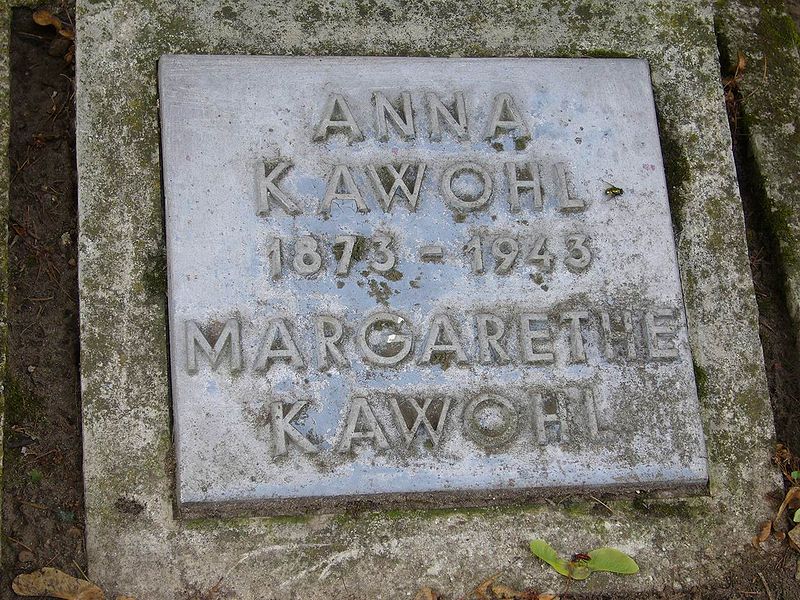 ANNA
KAWOHL
1873 - 1943
MARGARETHE
KAWOHL